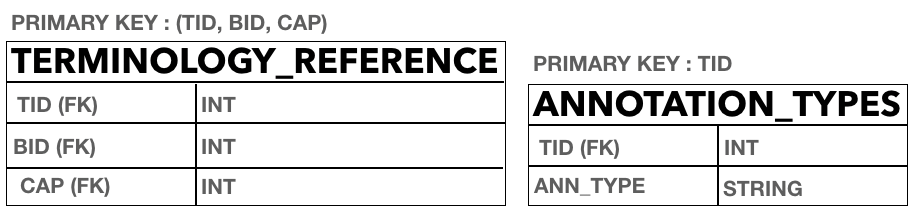 PRIMARY KEY : (TID, BID, CAP)
TERMINOLOGY_REFERENCE
TID (FK) INT
BID (FK) INT
CAP (FK) INT
PRIMARY KEY : TID
ANNOTATION_TYPES
TID (FK) INT
ANN_TYPE STRING